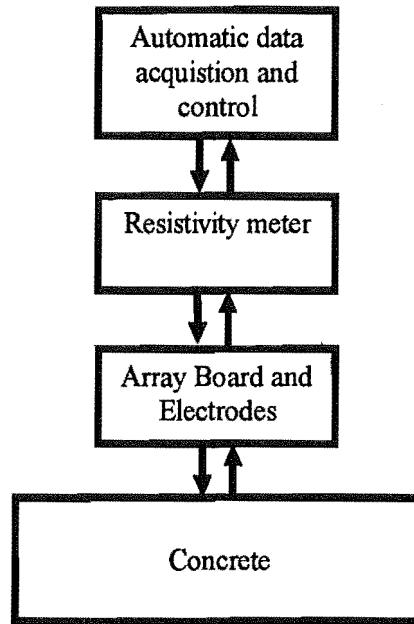 Automatic data
acquistion and
control
Resistivity meter
Array Board and
Electrodes
Concrete